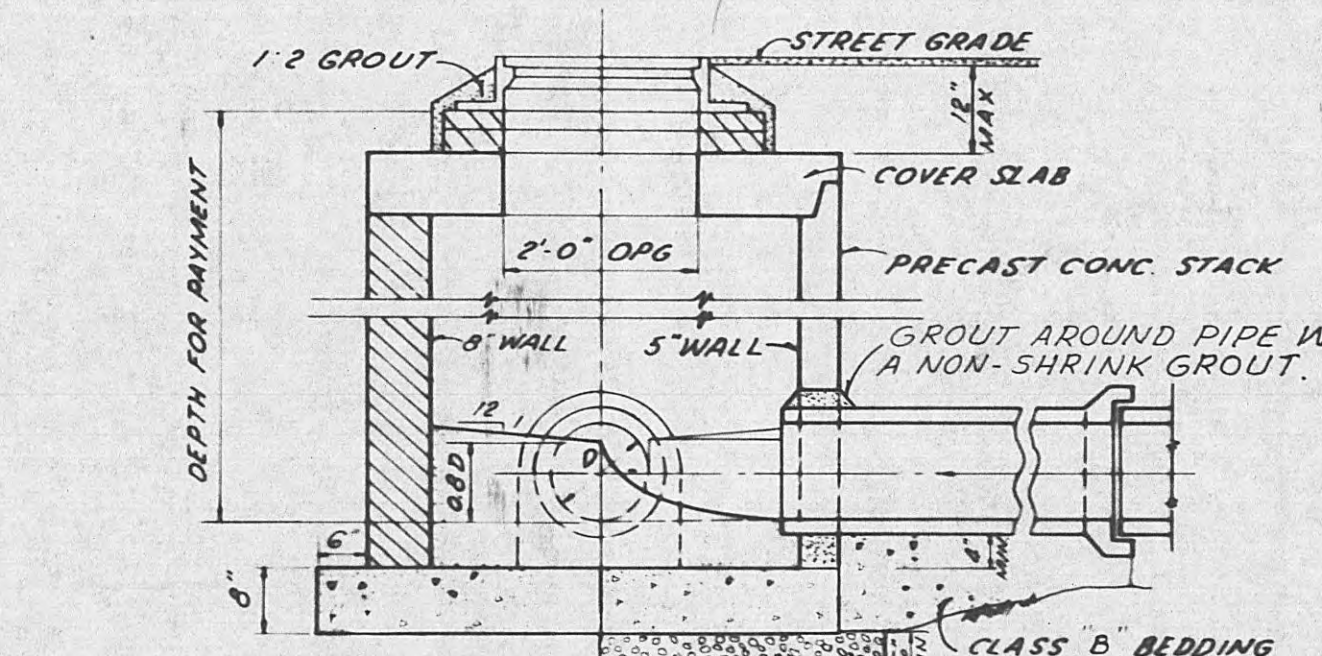 STREET GRADE
1:2 GROUT
12"
MAX
COVER SLAB
DEPTH FOR PAYMENT
2'-0" OPG
PRECAST CONC. STACK
8" WALL
5" WALL
GROUT AROUND PIPE W
A NON-SHRINK GROUT.
12
D
0.8D
6"
4"
MIN
8"
CLASS "B" BEDDING